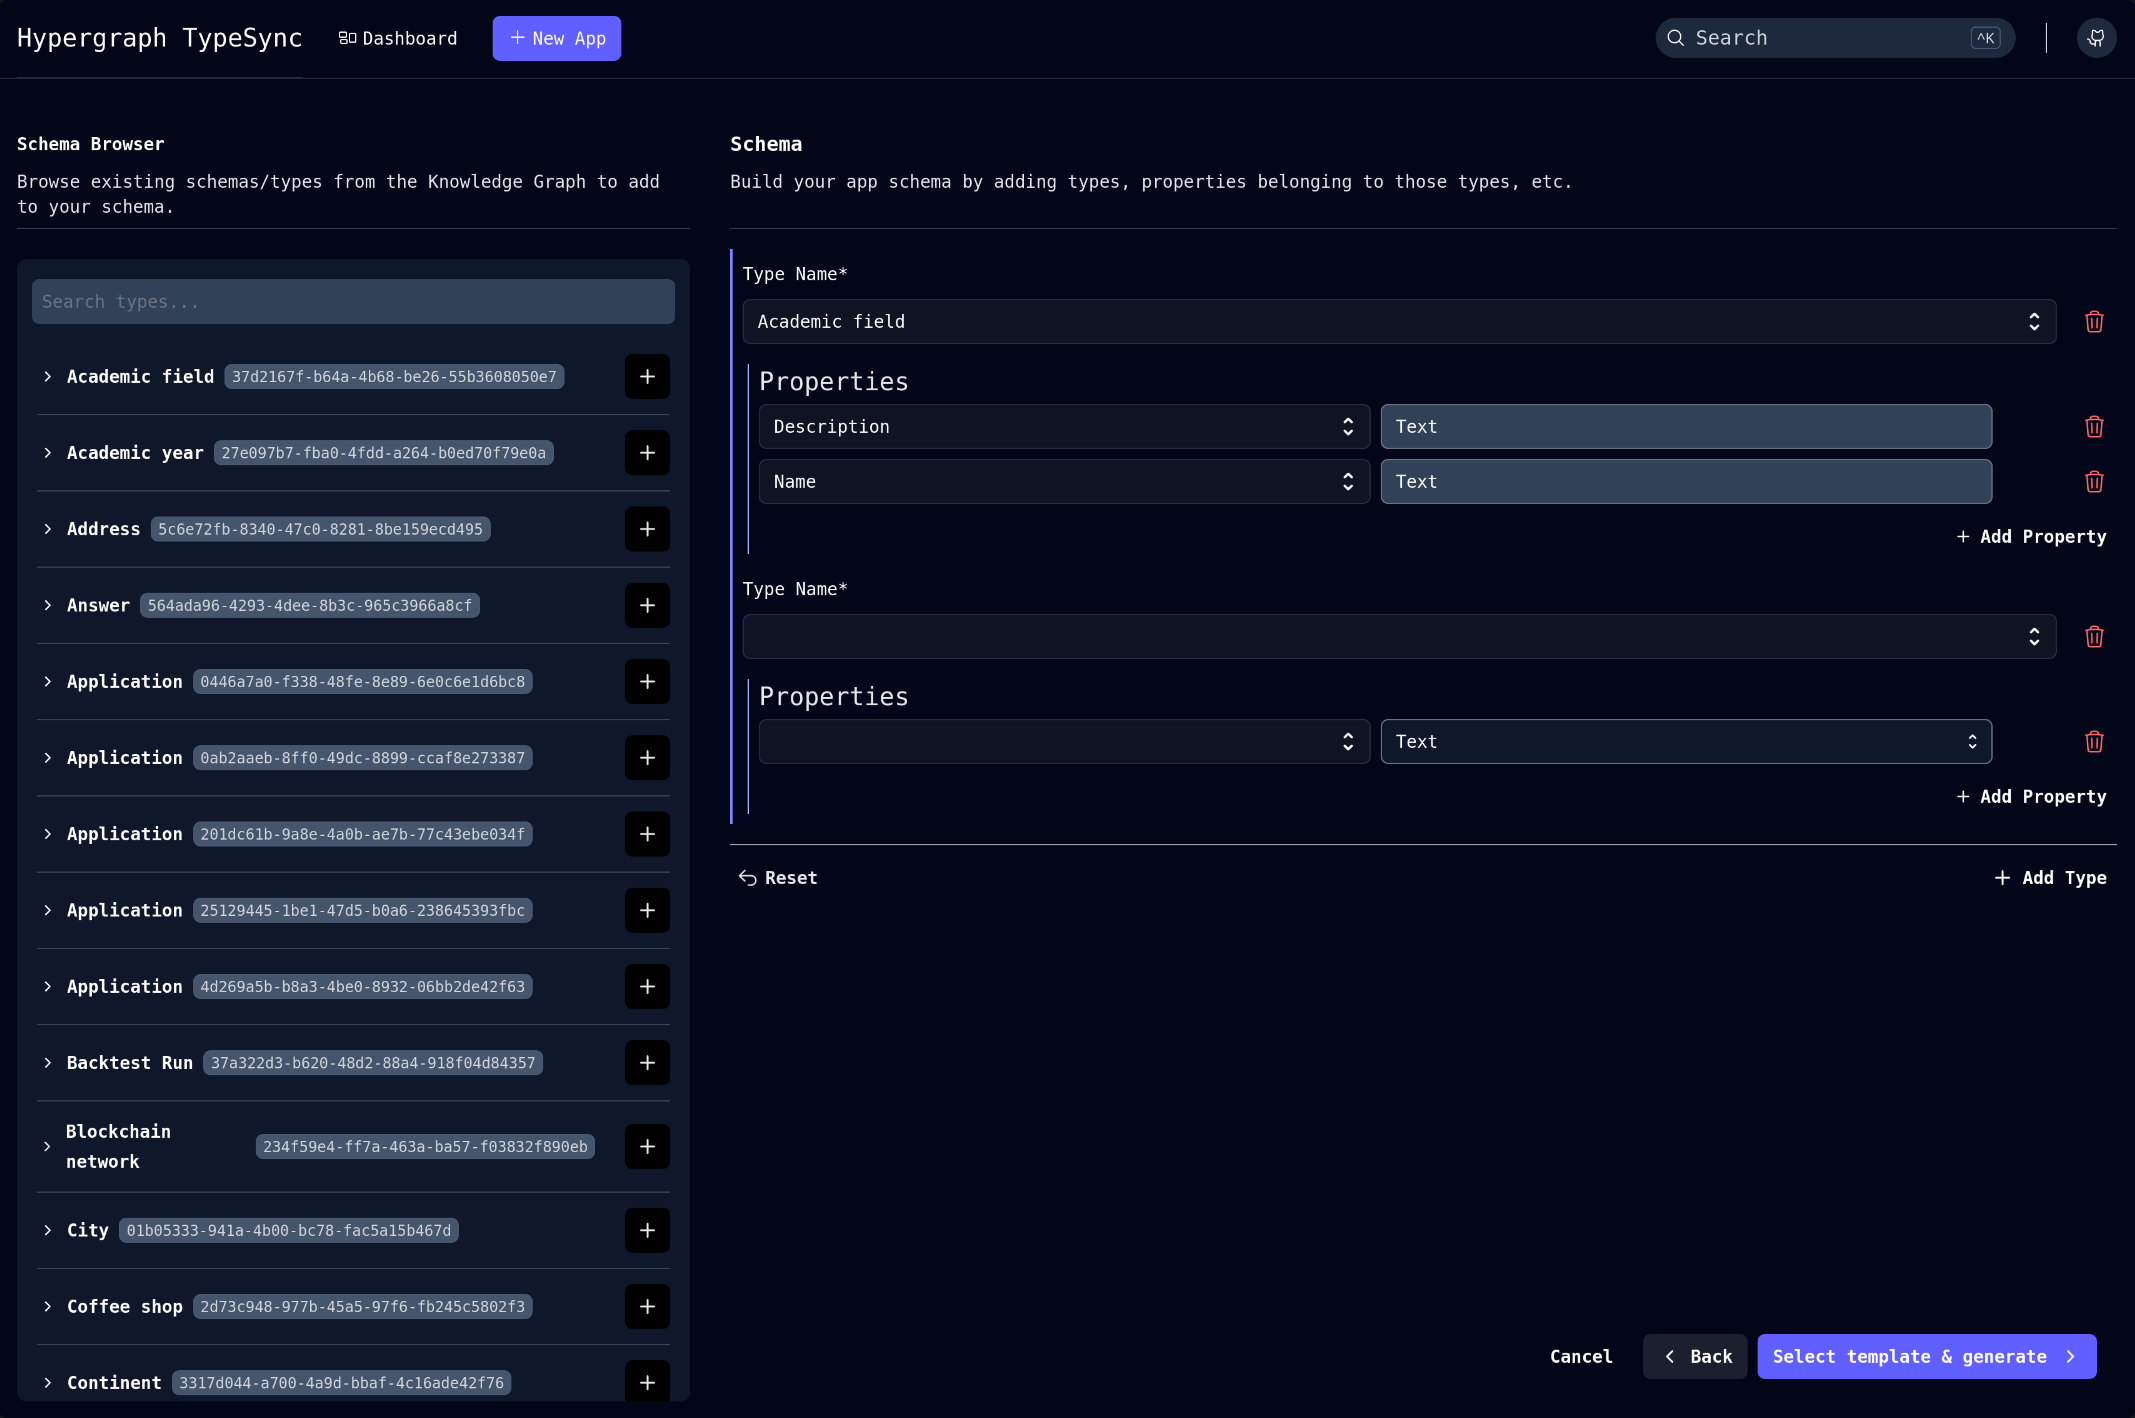 Hypergraph TypeSync
Dashboard
New App
Search
^K
Schema Browser
Browse existing schemas/types from the Knowledge Graph to add
to your schema.
Search types...
Academic field 37d2167f-b64a-4b68-be26-55b3608050e7
Academic year 27e097b7-fba0-4fdd-a264-b0ed70f79e0a
Address 5c6e72fb-8340-47c0-8281-8be159ecd495
Answer 564ada96-4293-4dee-8b3c-965c3966a8cf
Application 0446a7a0-f338-48fe-8e89-6e0c6e1d6bc8
Application 0ab2aaeb-8ff0-49dc-8899-ccaf8e273387
Application 201dc61b-9a8e-4a0b-ae7b-77c43ebe034f
Application 25129445-1be1-47d5-b0a6-238645393fbc
Application 4d269a5b-b8a3-4be0-8932-06bb2de42f63
Backtest Run 37a322d3-b620-48d2-88a4-918f04d84357
Blockchain
network
234f59e4-ff7a-463a-ba57-f03832f890eb
City 01b05333-941a-4b00-bc78-fac5a15b467d
Coffee shop 2d73c948-977b-45a5-97f6-fb245c5802f3
Continent 3317d044-a700-4a9d-bbaf-4c16ade42f76
Schema
Build your app schema by adding types, properties belonging to those types, etc.
Type Name*
Academic field
Properties
Description
Text
Name
Text
Add Property
Type Name*
Properties
Text
Add Property
Reset
Add Type
Cancel
Back
Select template & generate